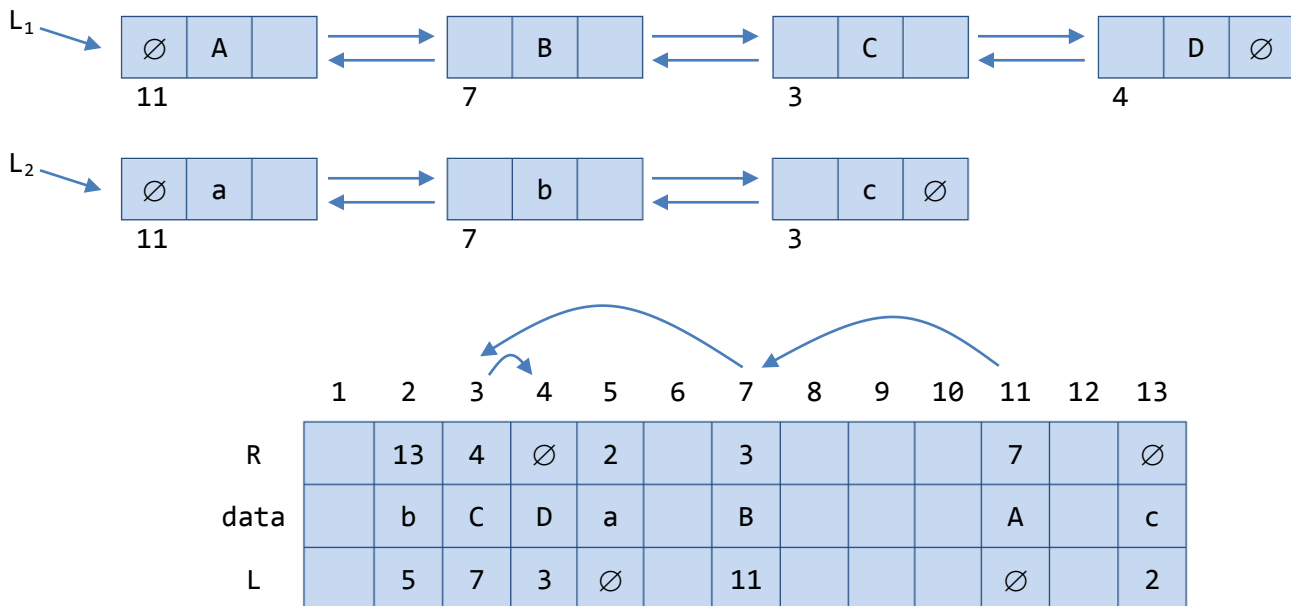 L₁ ∅ A B C D ∅
11 7 3 4
L₂ ∅ a b c ∅
11 7 3
1 2 3 4 5 6 7 8 9 10 11 12 13
R 13 4 ∅ 2 3 7 ∅
data b C D a B A c
L 5 7 3 ∅ 11 ∅ 2